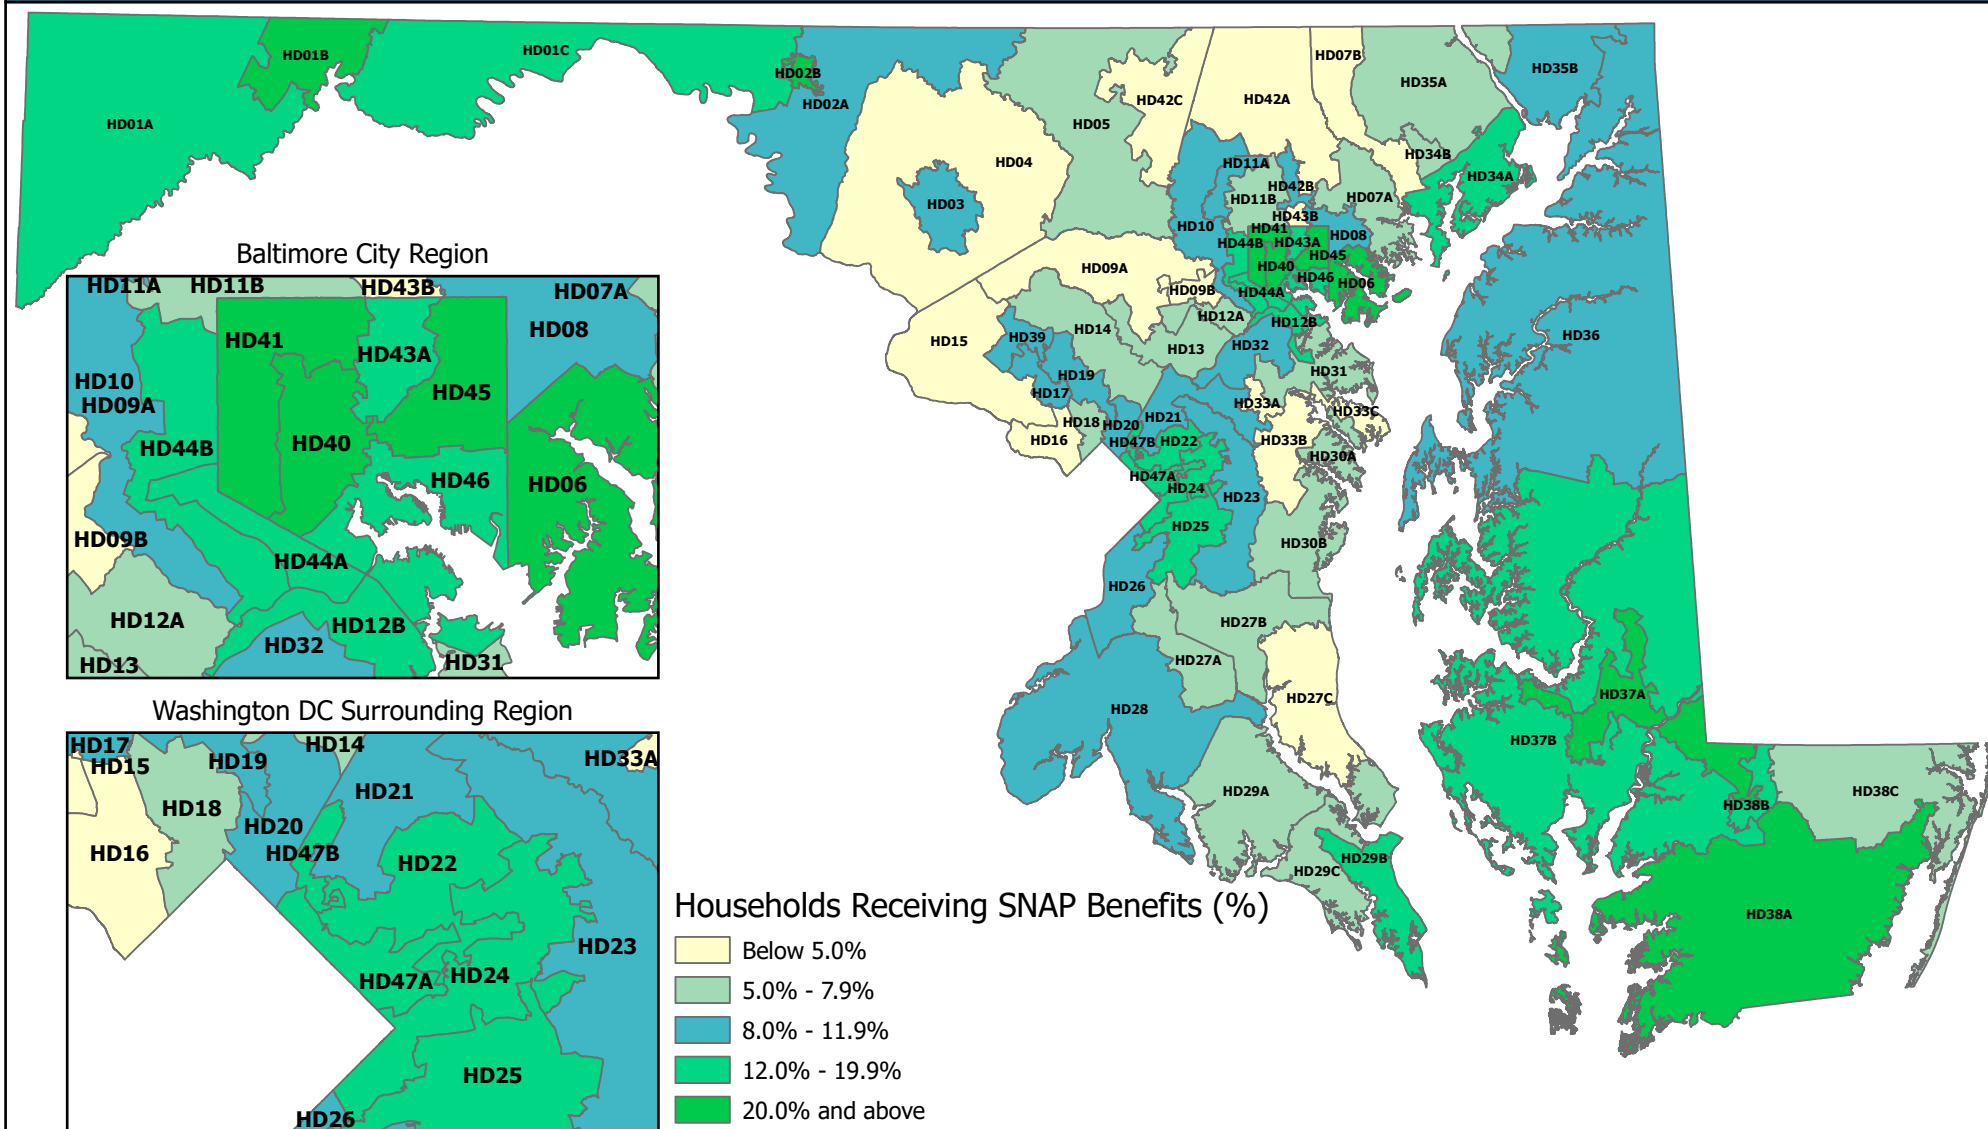 HD01A
HD01B
HD01C
HD02B
HD02A
HD03
HD04
HD05
HD42C
HD42A
HD07B
HD35A
HD35B
HD34B
HD34A
HD11A
HD42B
HD11B
HD07A
HD43B
HD10
HD41
HD08
HD44B
HD43A
HD45
HD40
HD46
HD06
HD09A
HD09B
HD44A
HD12A
HD12B
HD36
HD15
HD39
HD14
HD13
HD32
HD31
HD19
HD17
HD33A
HD33C
HD18
HD20
HD21
HD16
HD47B
HD22
HD33B
HD30A
HD47A
HD24
HD23
HD25
HD30B
HD26
HD27B
HD27A
HD27C
HD28
HD37A
HD37B
HD29A
HD38B
HD38C
HD29B
HD29C
HD38A
Baltimore City Region
HD11A
HD11B
HD43B
HD07A
HD08
HD41
HD43A
HD10
HD09A
HD45
HD44B
HD40
HD46
HD06
HD09B
HD44A
HD12A
HD12B
HD32
HD13
HD31
Washington DC Surrounding Region
HD17
HD15
HD19
HD14
HD33A
HD18
HD21
HD20
HD16
HD47B
HD22
HD23
HD47A
HD24
HD25
HD26
Households Receiving SNAP Benefits (%)
Below 5.0%
5.0% - 7.9%
8.0% - 11.9%
12.0% - 19.9%
20.0% and above